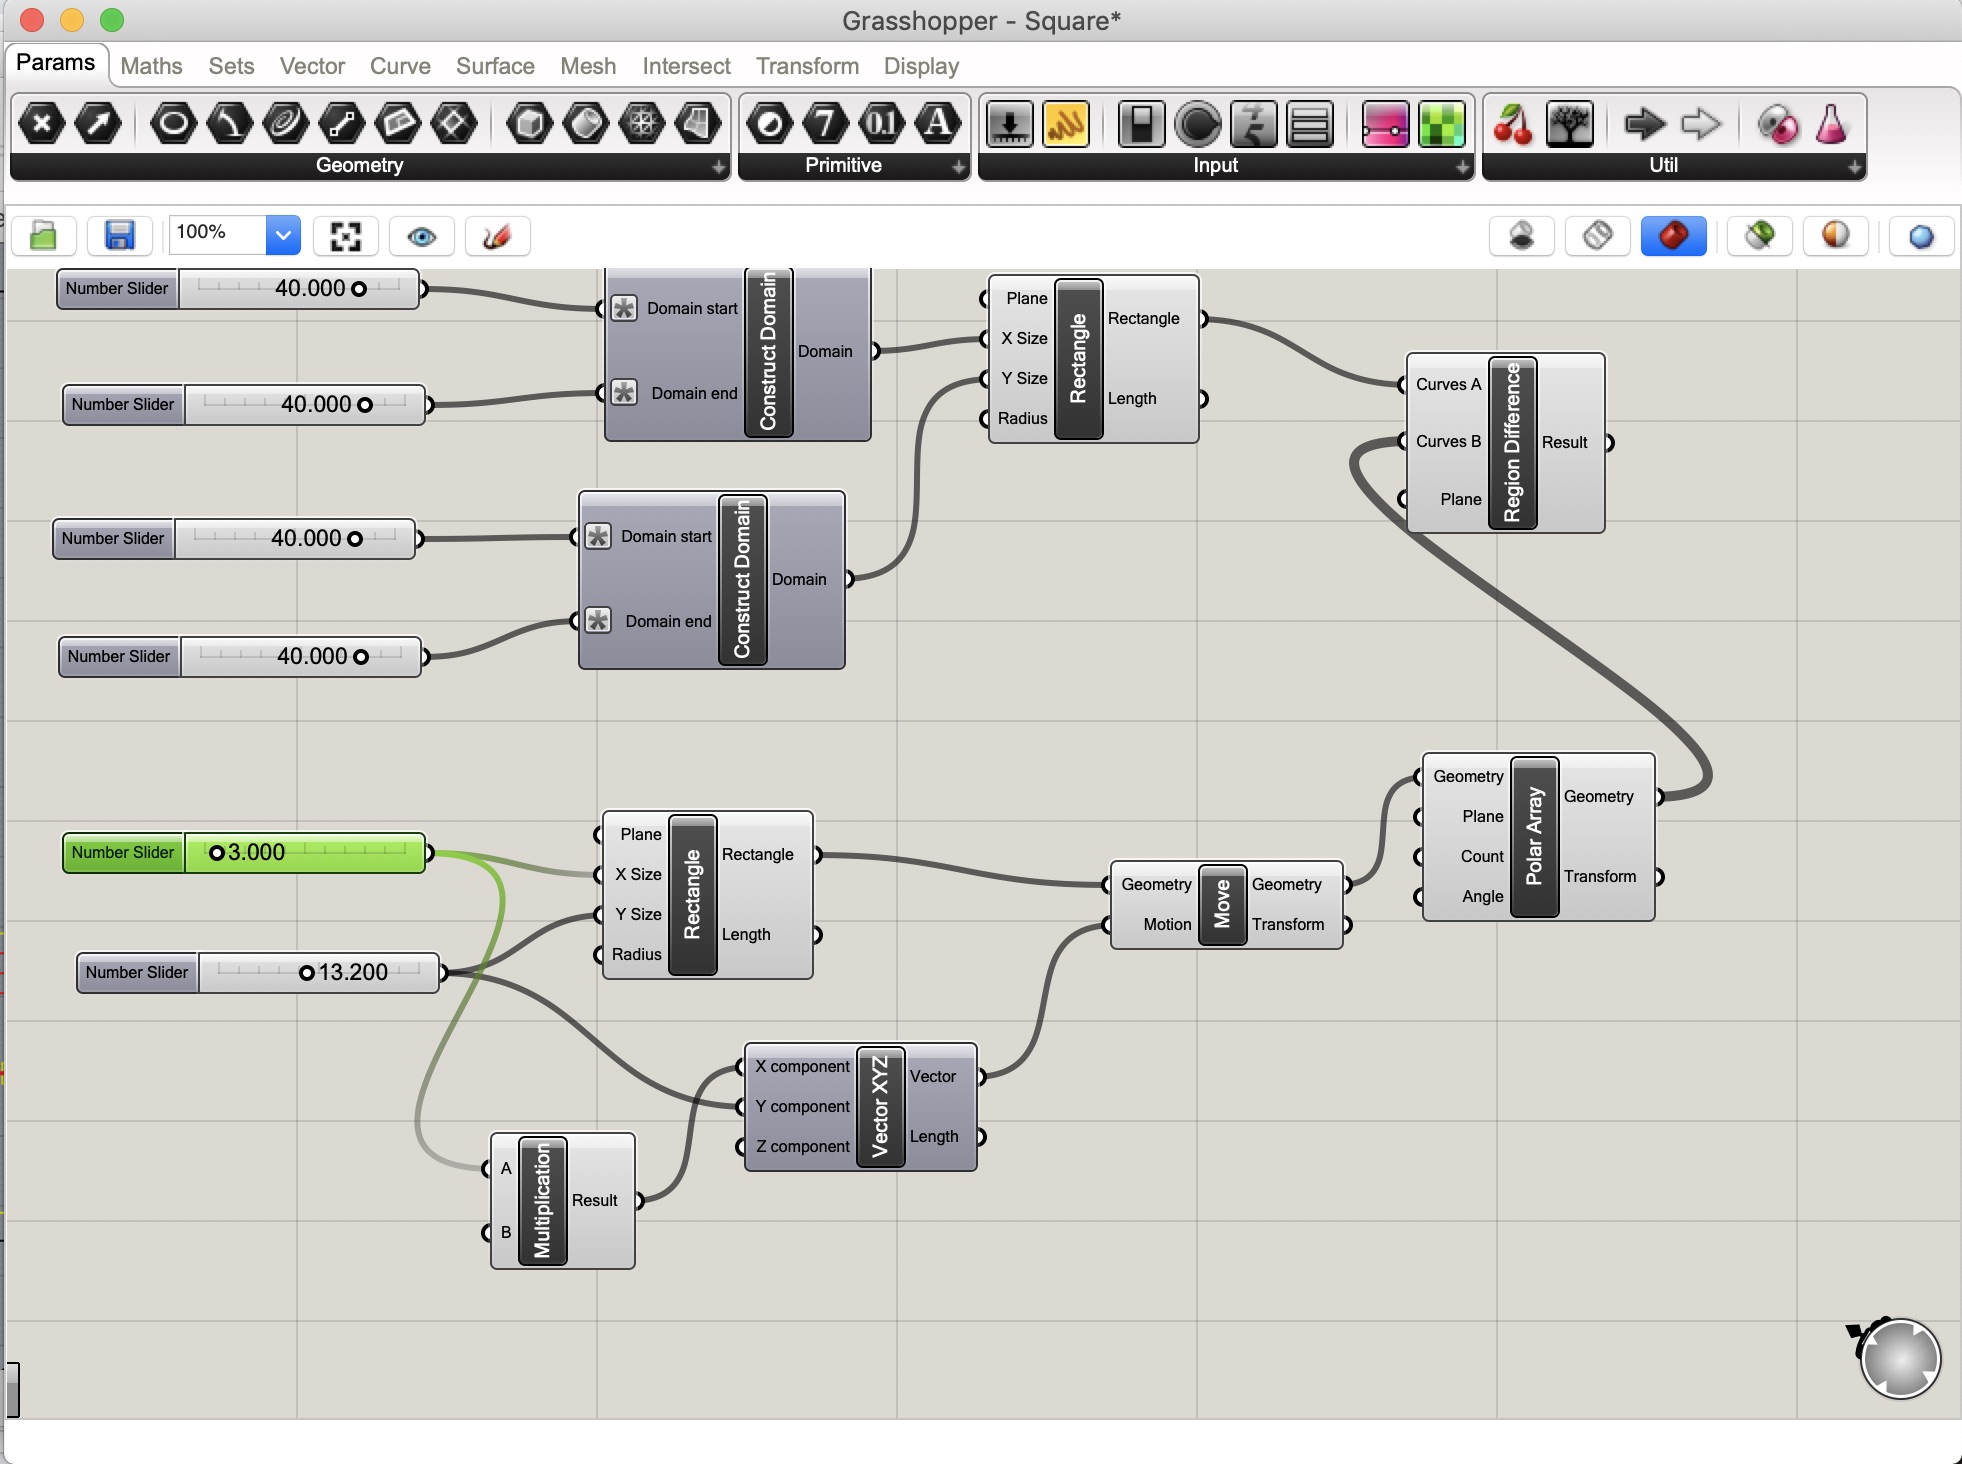 Grasshopper - Square*
Params Maths Sets Vector Curve Surface Mesh Intersect Transform Display
7 0.1 A
Geometry Primitive Input Util
100%
Number Slider 40.000
Domain start
Domain end
Construct Domain
Domain
Number Slider 40.000
Plane
X Size
Y Size
Radius
Rectangle
Rectangle
Length
Curves A
Curves B
Plane
Region Difference
Result
Number Slider 40.000
Domain start
Domain end
Construct Domain
Domain
Number Slider 40.000
Number Slider 3.000
Number Slider 13.200
Plane
X Size
Y Size
Radius
Rectangle
Rectangle
Length
Geometry
Motion
Move
Geometry
Transform
Geometry
Plane
Count
Angle
Polar Array
Geometry
Transform
X component
Y component
Z component
Vector XYZ
Vector
Length
A
B
Multiplication
Result